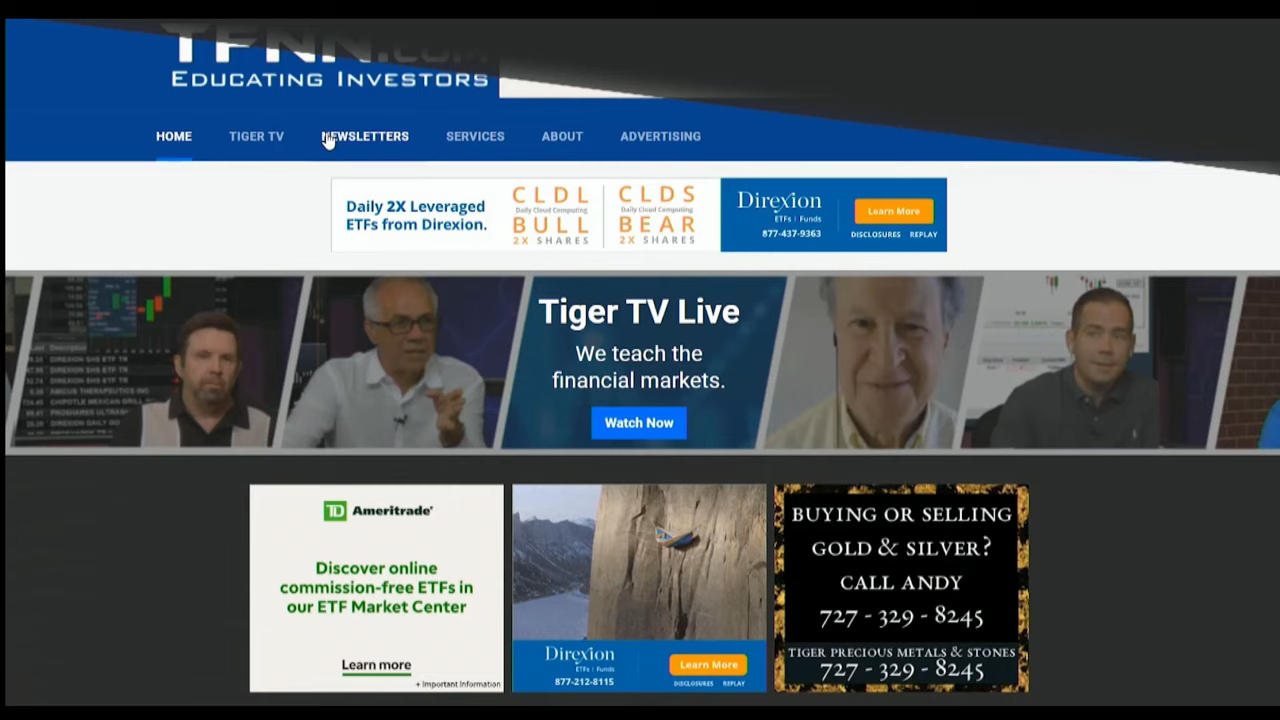 TFNN.com
EDUCATING INVESTORS
HOME TIGER TV NEWSLETTERS SERVICES ABOUT ADVERTISING
Daily 2X Leveraged
ETFs from Direxion.
CLDL
Daily Cloud Computing
BULL
2X SHARES
CLDS
Daily Cloud Computing
BEAR
2X SHARES
Direxion
ETFs | Funds
877-437-9363
Learn More
DISCLOSURES REPLAY
Tiger TV Live
We teach the
financial markets.
Watch Now
TD Ameritrade
Discover online
commission-free ETFs in
our ETF Market Center
Learn more
+ Important Information
Direxion
ETFs | Funds
877-212-8115
Learn More
DISCLOSURES REPLAY
BUYING OR SELLING
GOLD & SILVER?
CALL ANDY
727 - 329 - 8245
TIGER PRECIOUS METALS & STONES
727 - 329 - 8245